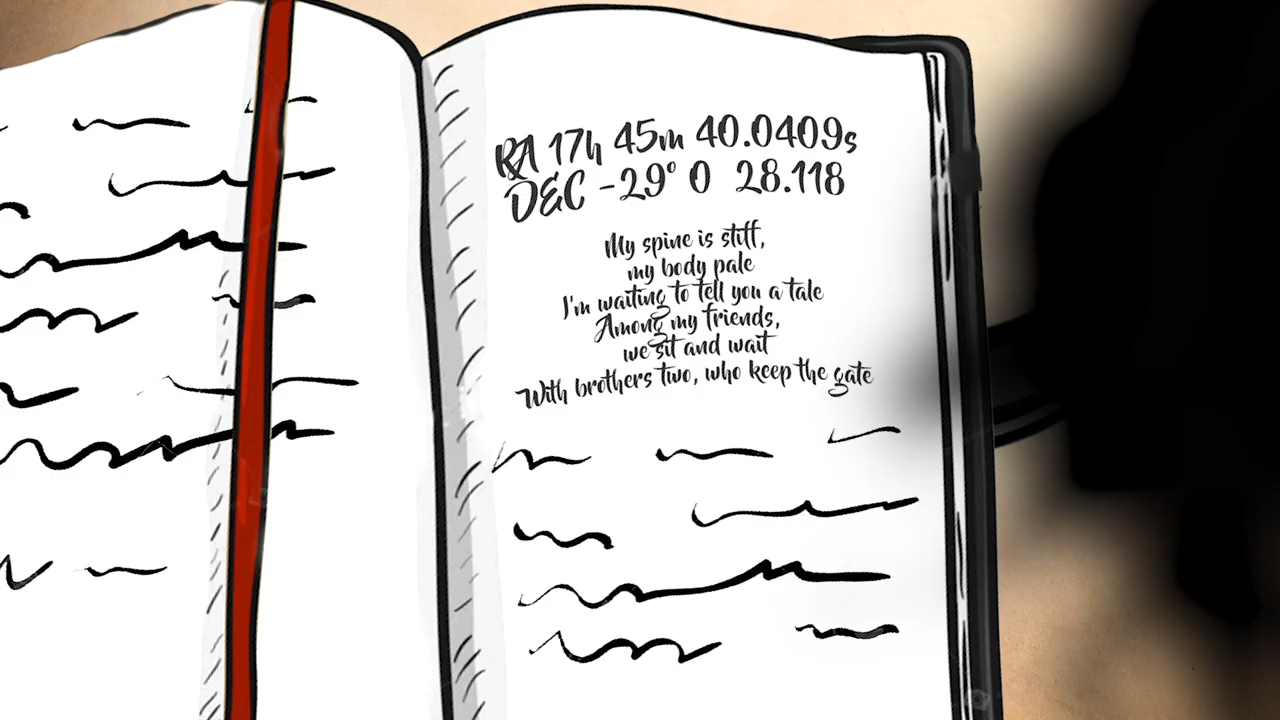 RA 17h 45m 40.0409s
DEC -29° 0 28.118
My spine is stiff,
my body pale
I'm waiting to tell you a tale
Among my friends,
we sit and wait
With brothers two, who keep the gate